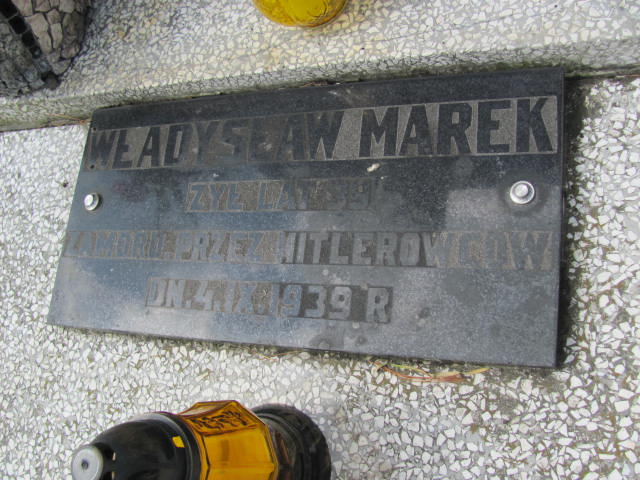 WŁADYSŁAW MAREK
ŻYŁ LAT 39
ZAMORD. PRZEZ HITLEROWCÓW
DN. 4.IX.1939 R